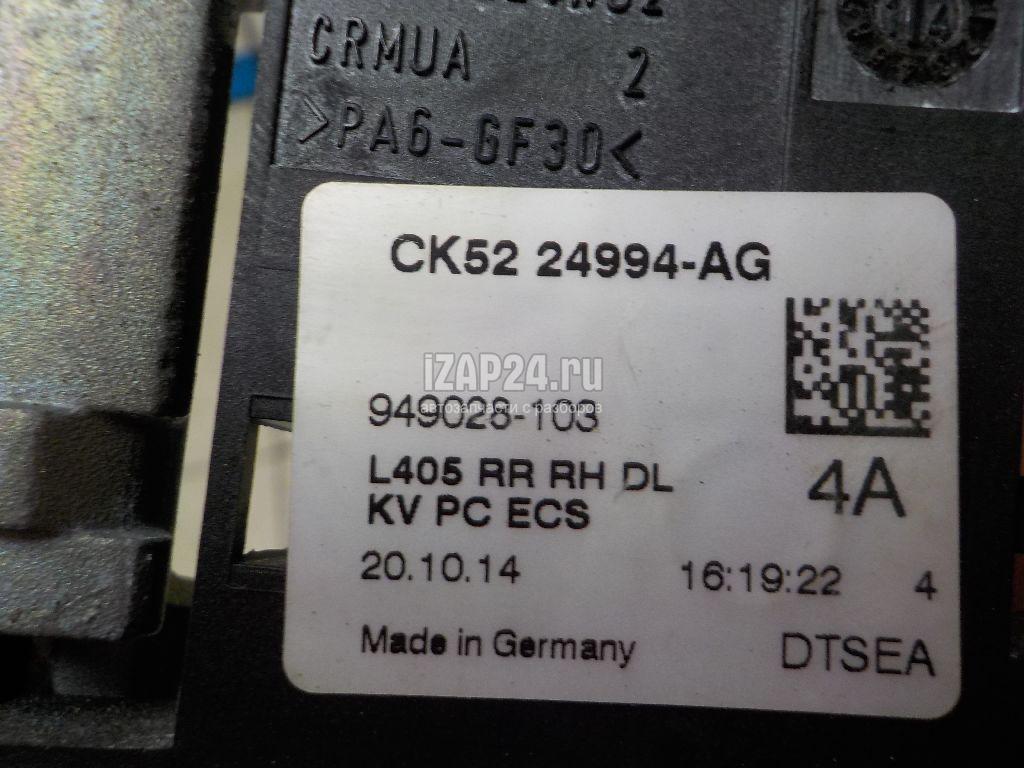 CRMUA 2
>PA6-GF30<
CK52 24994-AG
iZAP24.ru
автозапчасти с разборов
949028-103
L405 RR RH DL
4A
KV PC ECS
20.10.14 16:19:22 4
Made in Germany DTSEA